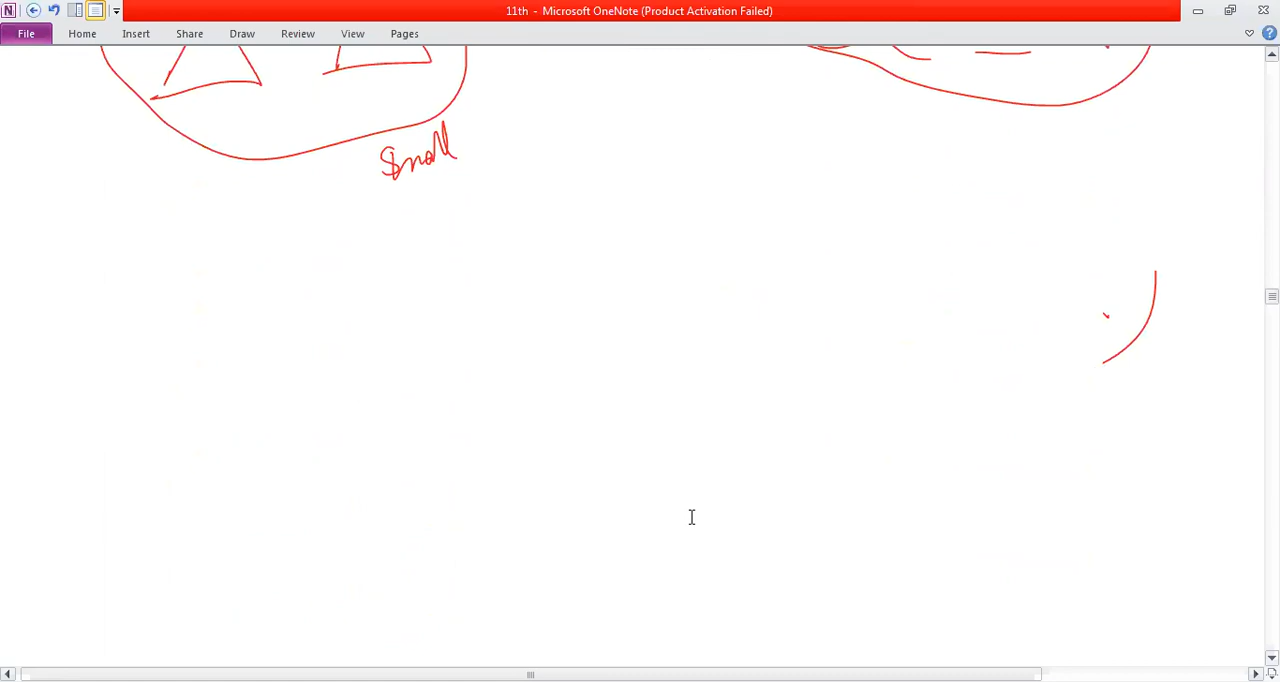 11th - Microsoft OneNote (Product Activation Failed)
File Home Insert Share Draw Review View Pages
Small